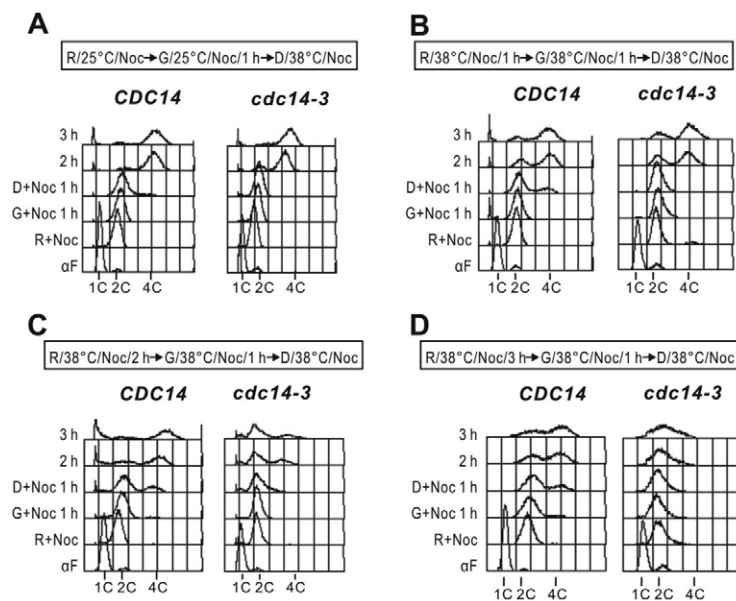 A
R/25°C/Noc→G/25°C/Noc/1 h→D/38°C/Noc
CDC14 cdc14-3
3 h
2 h
D+Noc 1 h
G+Noc 1 h
R+Noc
αF
1C 2C 4C 1C 2C 4C
B
R/38°C/Noc/1 h→G/38°C/Noc/1 h→D/38°C/Noc
CDC14 cdc14-3
3 h
2 h
D+Noc 1 h
G+Noc 1 h
R+Noc
αF
1C 2C 4C 1C 2C 4C
C
R/38°C/Noc/2 h→G/38°C/Noc/1 h→D/38°C/Noc
CDC14 cdc14-3
3 h
2 h
D+Noc 1 h
G+Noc 1 h
R+Noc
αF
1C 2C 4C 1C 2C 4C
D
R/38°C/Noc/3 h→G/38°C/Noc/1 h→D/38°C/Noc
CDC14 cdc14-3
3 h
2 h
D+Noc 1 h
G+Noc 1 h
R+Noc
αF
1C 2C 4C 1C 2C 4C